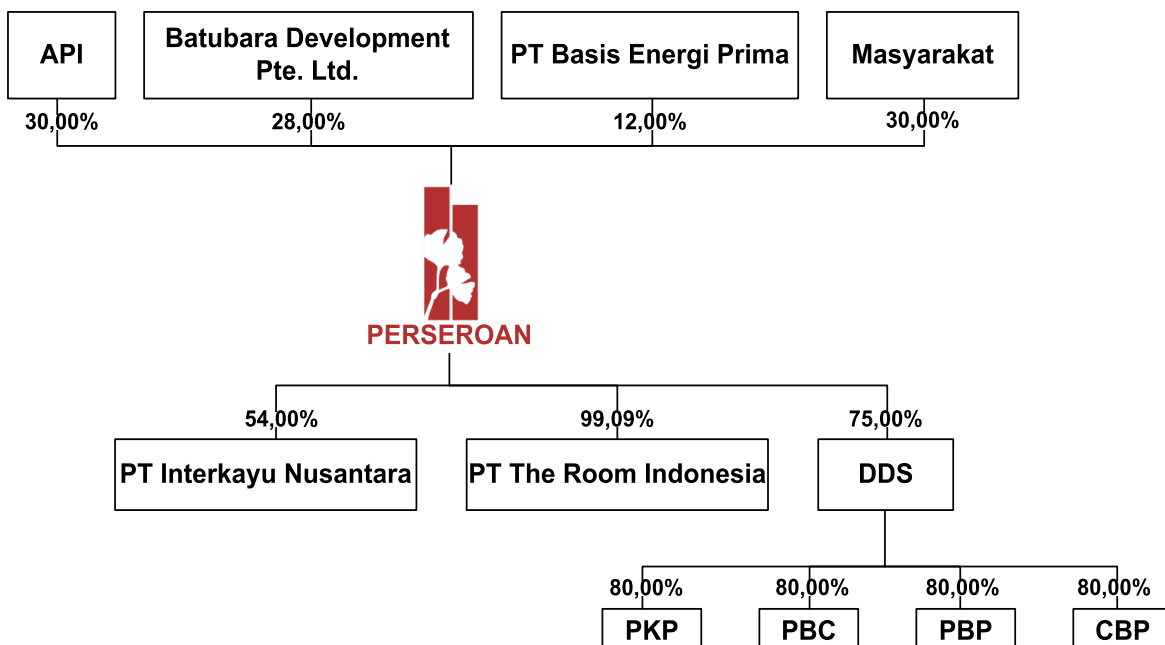 API
Batubara Development
Pte. Ltd.
PT Basis Energi Prima
Masyarakat
30,00%
28,00%
12,00%
30,00%
PERSEROAN
54,00%
99,09%
75,00%
PT Interkayu Nusantara
PT The Room Indonesia
DDS
80,00%
80,00%
80,00%
80,00%
PKP
PBC
PBP
CBP